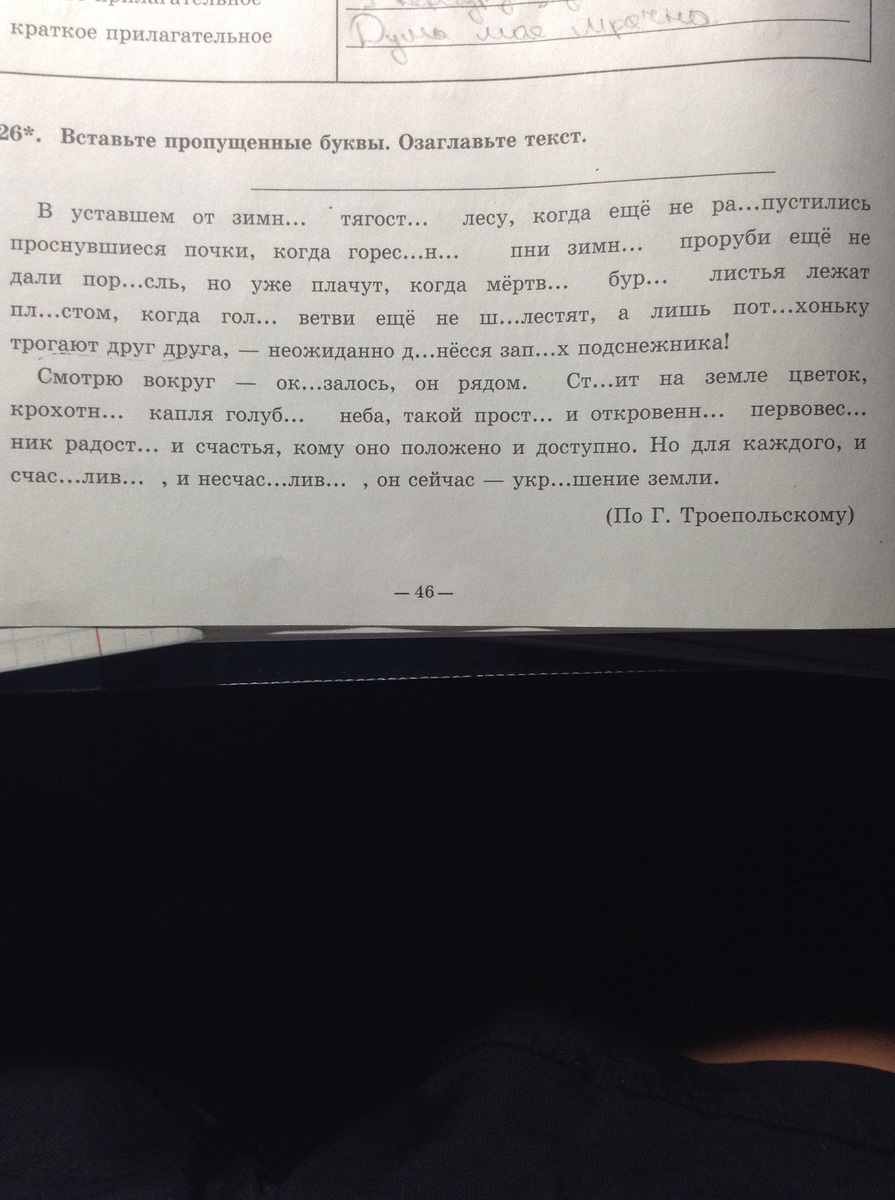 краткое прилагательное
Душа моя мрачна.
26*. Вставьте пропущенные буквы. Озаглавьте текст.
В уставшем от зимн... тягост... лесу, когда ещё не ра...пустились
проснувшиеся почки, когда горес...н... пни зимн... проруби ещё не
дали пор...сль, но уже плачут, когда мёртв... бур... листья лежат
пл...стом, когда гол... ветви ещё не ш...лестят, а лишь пот...хоньку
трогают друг друга, — неожиданно д...нёсся зап...х подснежника!
Смотрю вокруг — ок...залось, он рядом. Ст...ит на земле цветок,
крохотн... капля голуб... неба, такой прост... и откровенн... первовес...
ник радост... и счастья, кому оно положено и доступно. Но для каждого, и
счас...лив... , и несчас...лив... , он сейчас — укр...шение земли.
(По Г. Троепольскому)
— 46 —